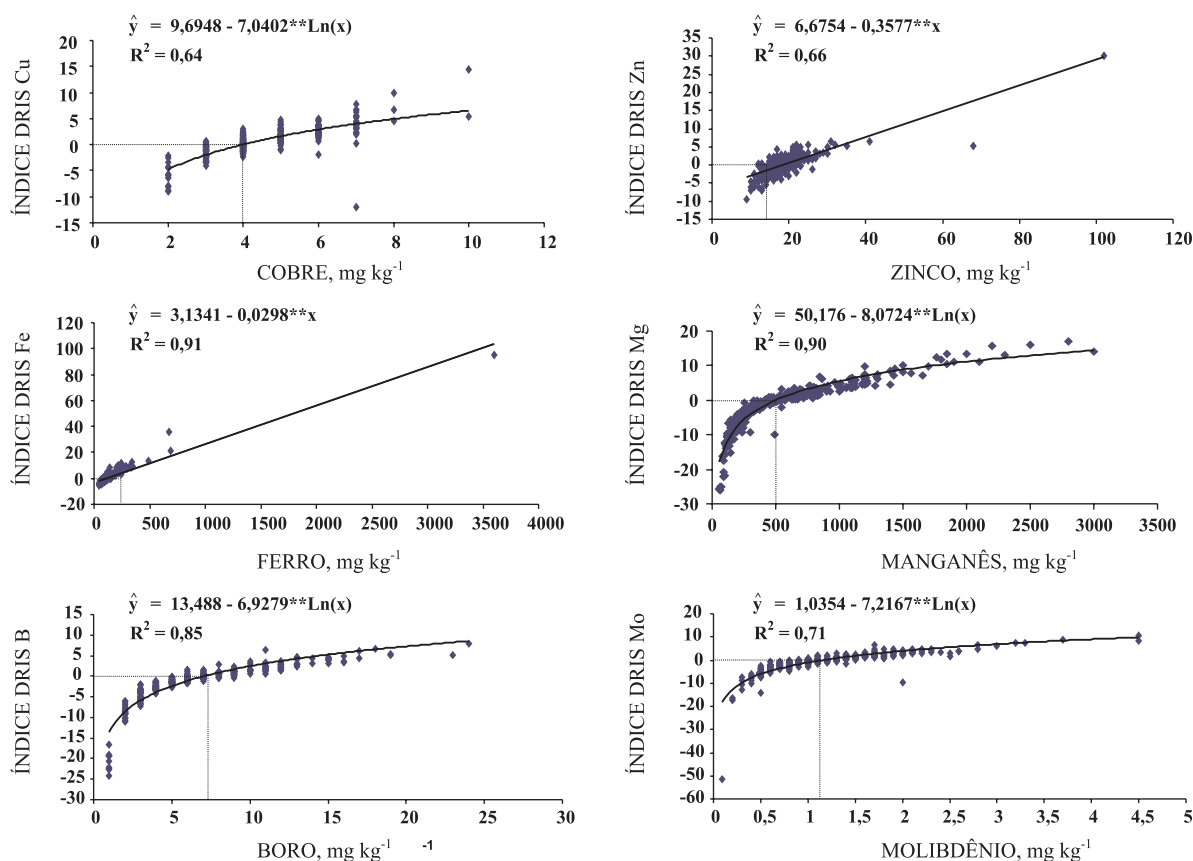 ŷ = 9,6948 - 7,0402**Ln(x)
R² = 0,64
ÍNDICE DRIS Cu
20
15
10
5
0
-5
-10
-15
0 2 4 6 8 10 12
COBRE, mg kg⁻¹
ŷ = 6,6754 - 0,3577**x
R² = 0,66
ÍNDICE DRIS Zn
35
30
25
20
15
10
5
0
-5
-10
-15
0 20 40 60 80 100 120
ZINCO, mg kg⁻¹
ŷ = 3,1341 - 0,0298**x
R² = 0,91
ÍNDICE DRIS Fe
120
100
80
60
40
20
0
-20
0 500 1000 1500 2000 2500 3000 3500 4000
FERRO, mg kg⁻¹
ŷ = 50,176 - 8,0724**Ln(x)
R² = 0,90
ÍNDICE DRIS Mg
30
20
10
0
-10
-20
-30
0 500 1000 1500 2000 2500 3000 3500
MANGANÊS, mg kg⁻¹
ŷ = 13,488 - 6,9279**Ln(x)
R² = 0,85
ÍNDICE DRIS B
15
10
5
0
-5
-10
-15
-20
-25
-30
0 5 10 15 20 25 30
BORO, mg kg⁻¹
ŷ = 1,0354 - 7,2167**Ln(x)
R² = 0,71
ÍNDICE DRIS Mo
20
10
0
-10
-20
-30
-40
-50
-60
0 0,5 1 1,5 2 2,5 3 3,5 4 4,5 5
MOLIBDÊNIO, mg kg⁻¹